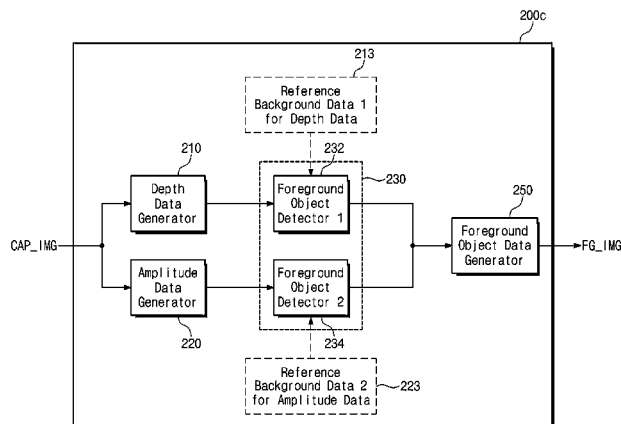 200c
213
Reference
Background Data 1
for Depth Data
210
232
230
Depth
Data
Generator
Foreground
Object
Detector 1
250
CAP_IMG
Foreground
Object Data
Generator
FG_IMG
Amplitude
Data
Generator
Foreground
Object
Detector 2
220
234
Reference
Background Data 2
for Amplitude Data
223